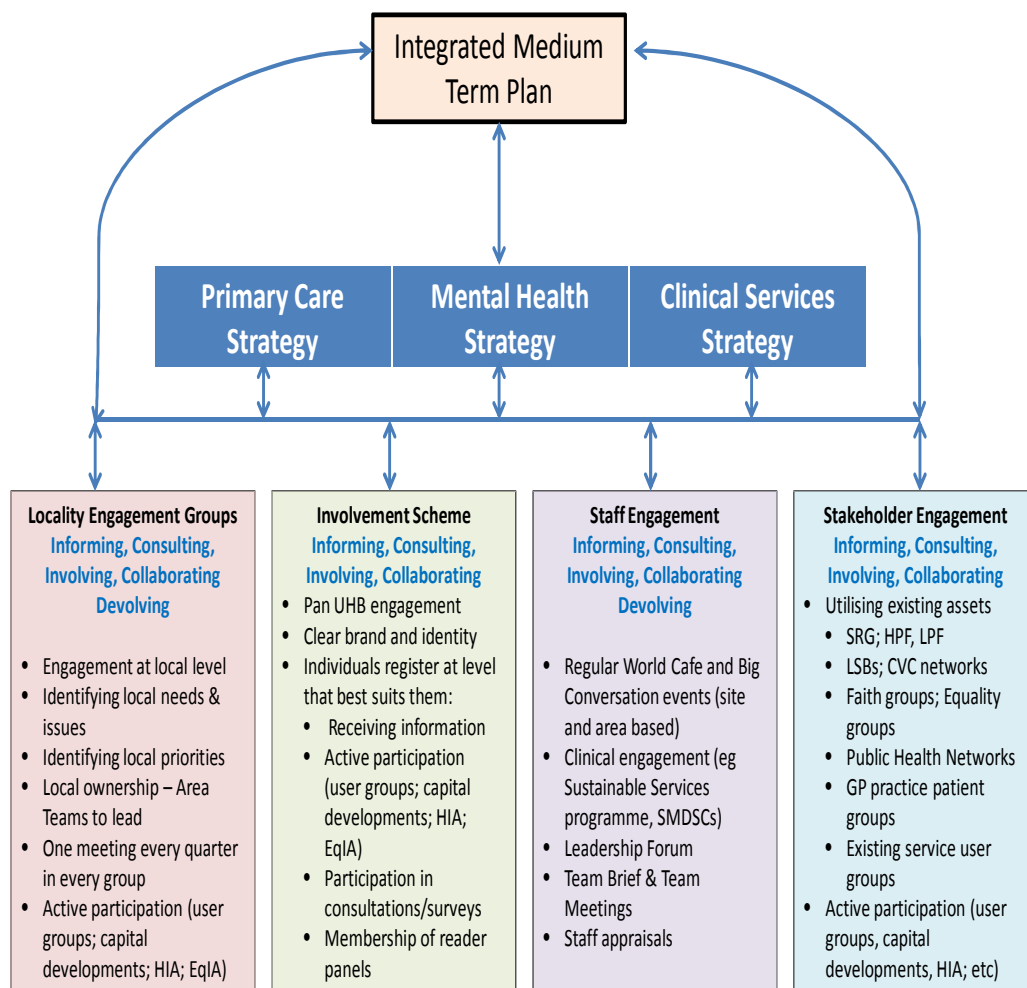 Integrated Medium
Term Plan
Primary Care
Strategy
Mental Health
Strategy
Clinical Services
Strategy
Locality Engagement Groups
Informing, Consulting,
Involving, Collaborating
Devolving
• Engagement at local level
• Identifying local needs &
issues
• Identifying local priorities
• Local ownership – Area
Teams to lead
• One meeting every quarter
in every group
• Active participation (user
groups; capital
developments; HIA; EqIA)
Involvement Scheme
Informing, Consulting,
Involving, Collaborating
• Pan UHB engagement
• Clear brand and identity
• Individuals register at level
that best suits them:
• Receiving information
• Active participation
(user groups; capital
developments; HIA;
EqIA)
• Participation in
consultations/surveys
• Membership of reader
panels
Staff Engagement
Informing, Consulting,
Involving, Collaborating
Devolving
• Regular World Cafe and Big
Conversation events (site
and area based)
• Clinical engagement (eg
Sustainable Services
programme, SMDSCs)
• Leadership Forum
• Team Brief & Team
Meetings
• Staff appraisals
Stakeholder Engagement
Informing, Consulting,
Involving, Collaborating
• Utilising existing assets
• SRG; HPF, LPF
• LSBs; CVC networks
• Faith groups; Equality
groups
• Public Health Networks
• GP practice patient
groups
• Existing service user
groups
• Active participation (user
groups, capital
developments, HIA; etc)